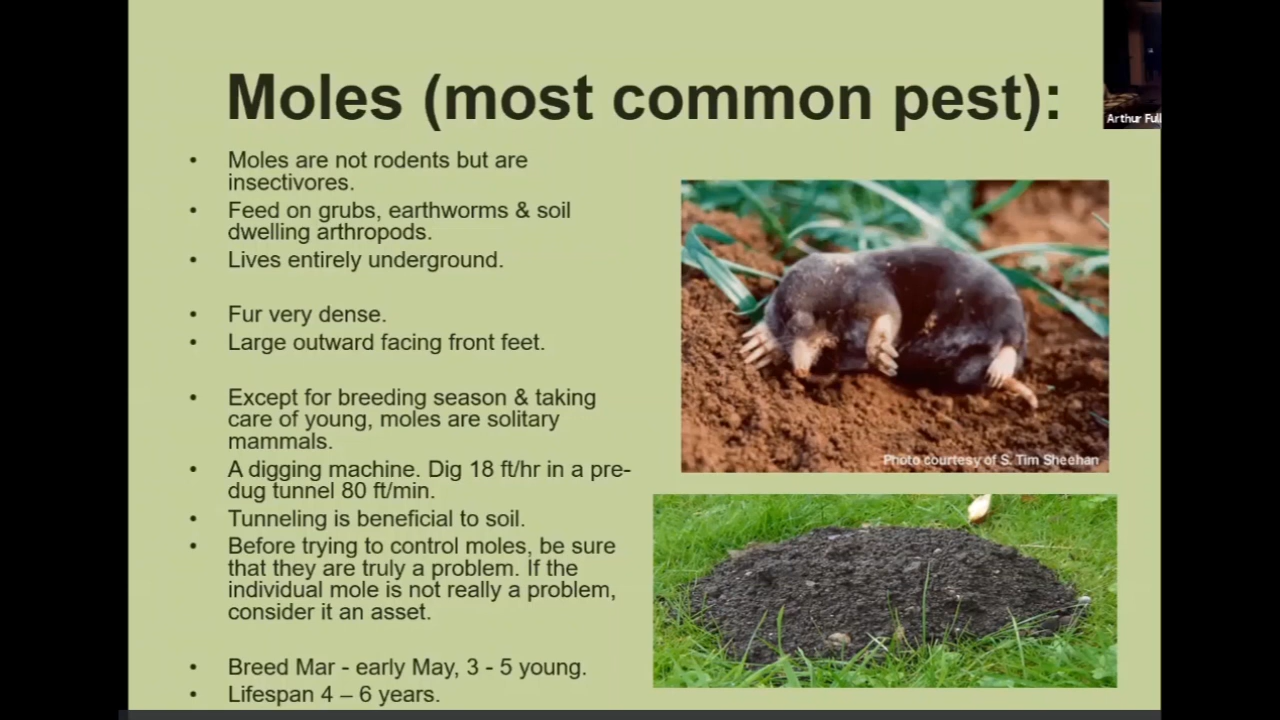 Moles (most common pest):
• Moles are not rodents but are
insectivores.
• Feed on grubs, earthworms & soil
dwelling arthropods.
• Lives entirely underground.
• Fur very dense.
• Large outward facing front feet.
• Except for breeding season & taking
care of young, moles are solitary
mammals.
• A digging machine. Dig 18 ft/hr in a pre-
dug tunnel 80 ft/min.
• Tunneling is beneficial to soil.
• Before trying to control moles, be sure
that they are truly a problem. If the
individual mole is not really a problem,
consider it an asset.
• Breed Mar - early May, 3 - 5 young.
• Lifespan 4 – 6 years.
Photo courtesy of S. Tim Sheehan
Arthur